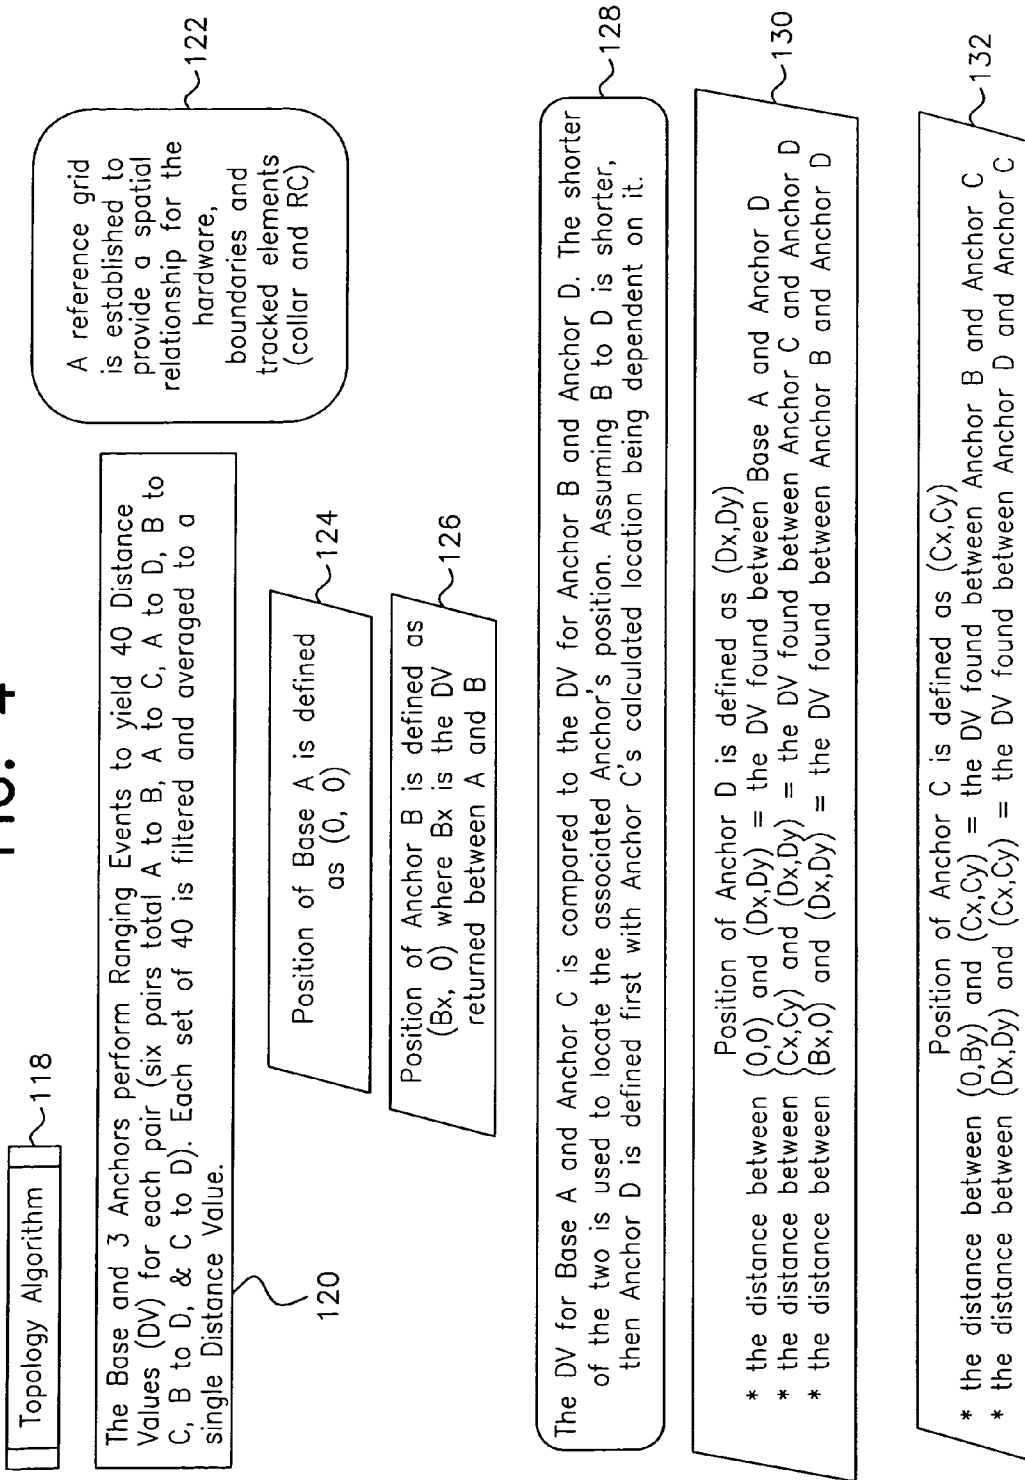 Topology Algorithm
118
The Base and 3 Anchors perform Ranging Events to yield 40 Distance
Values (DV) for each pair (six pairs total A to B, A to C, A to D, B to
C, B to D, & C to D). Each set of 40 is filtered and averaged to a
single Distance Value.
120
A reference grid
is established to
provide a spatial
relationship for the
hardware,
boundaries and
tracked elements
(collar and RC)
122
Position of Base A is defined
as (0, 0)
124
Position of Anchor B is defined as
(Bx, 0) where Bx is the DV
returned between A and B
126
The DV for Base A and Anchor C is compared to the DV for Anchor B and Anchor D. The shorter
of the two is used to locate the associated Anchor's position. Assuming B to D is shorter,
then Anchor D is defined first with Anchor C's calculated location being dependent on it.
128
Position of Anchor D is defined as (Dx,Dy)
* the distance between (0,0) and (Dx,Dy) = the DV found between Base A and Anchor D
* the distance between (Cx,Cy) and (Dx,Dy) = the DV found between Anchor C and Anchor D
* the distance between (Bx,0) and (Dx,Dy) = the DV found between Anchor B and Anchor D
130
Position of Anchor C is defined as (Cx,Cy)
* the distance between (0,By) and (Cx,Cy) = the DV found between Anchor B and Anchor C
* the distance between (Dx,Dy) and (Cx,Cy) = the DV found between Anchor D and Anchor C
132